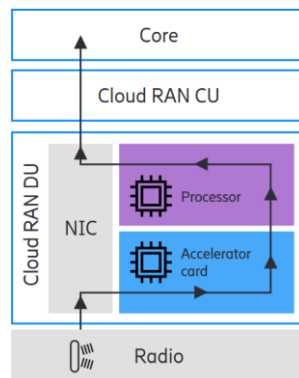 Core
Cloud RAN CU
Cloud RAN DU
NIC
Processor
Accelerator
card
Radio